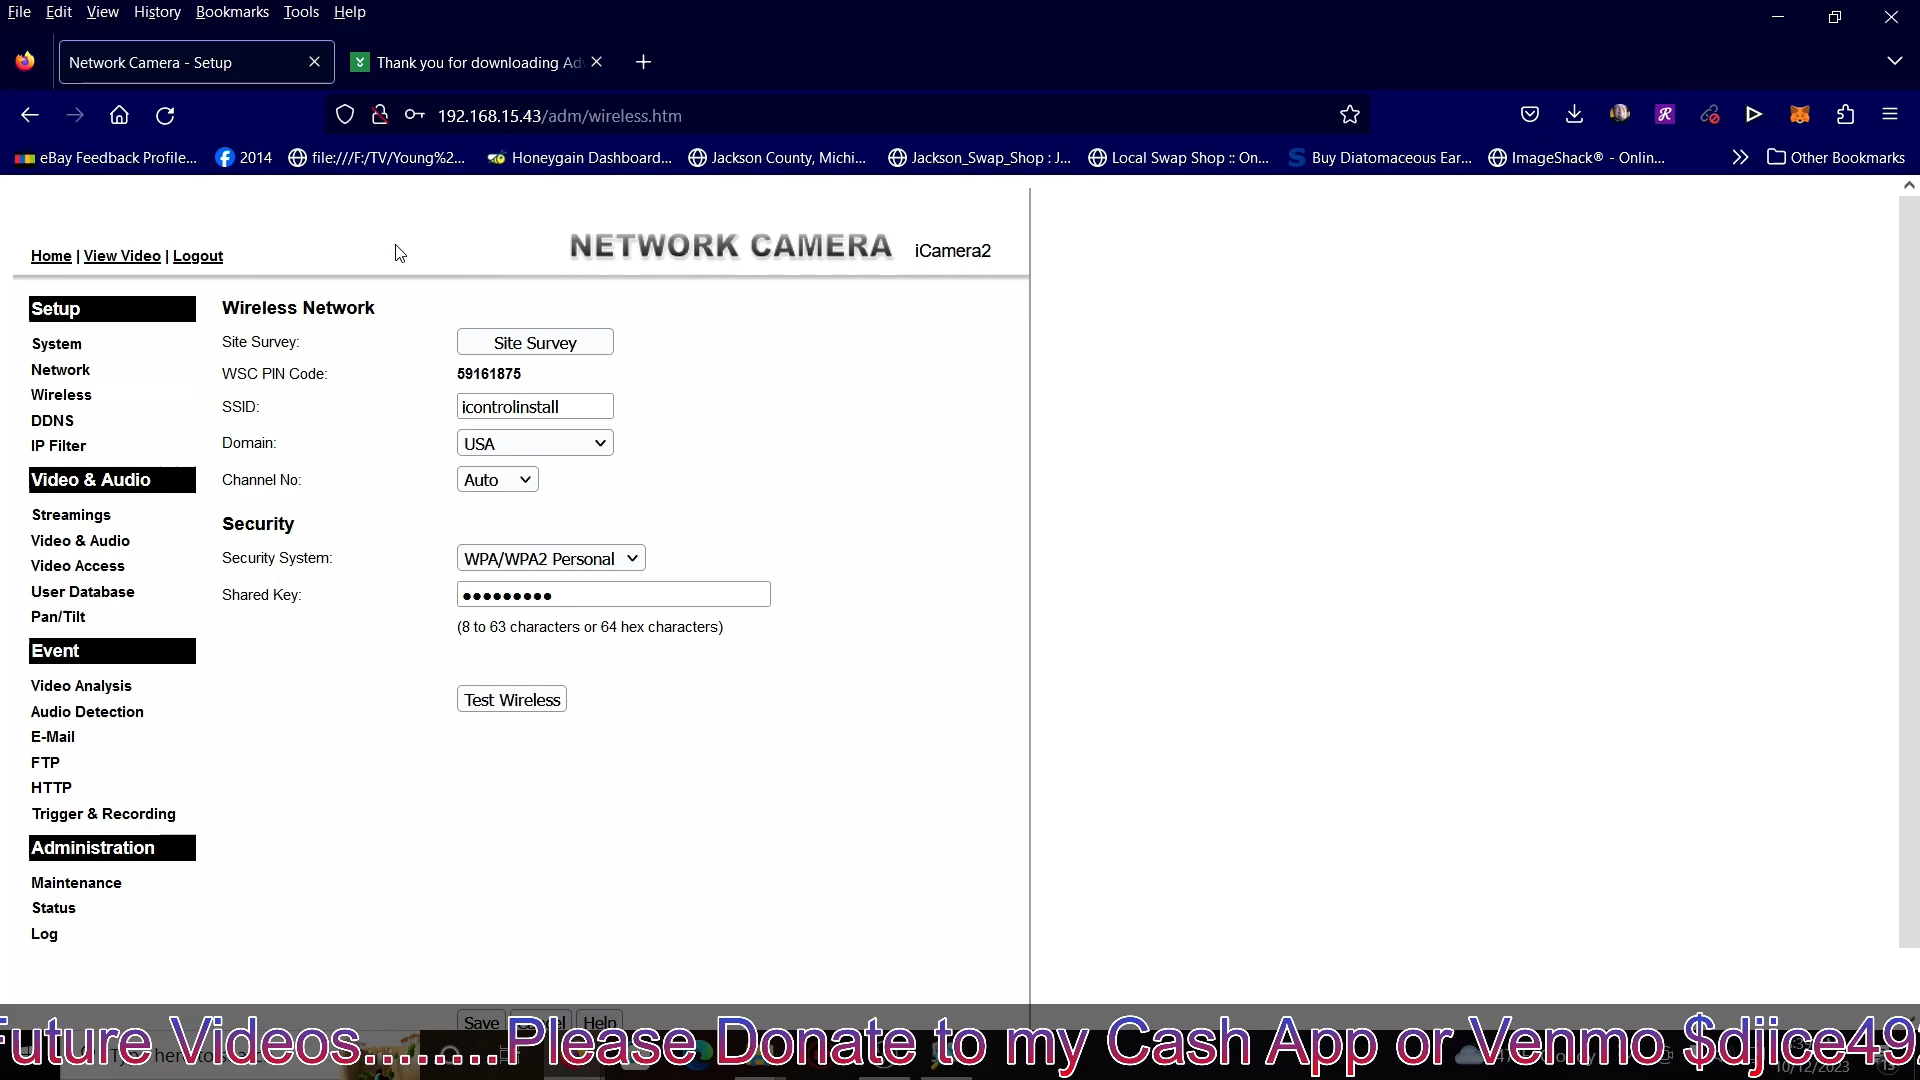 File Edit View History Bookmarks Tools Help
Network Camera - Setup
Thank you for downloading Ad
192.168.15.43/adm/wireless.htm
eBay Feedback Profile...
2014
file:///F:/TV/Young%2...
Honeygain Dashboard...
Jackson County, Michi...
Jackson_Swap_Shop : J...
Local Swap Shop :: On...
Buy Diatomaceous Ear...
ImageShack® - Onlin...
Other Bookmarks
Home | View Video | Logout
NETWORK CAMERA iCamera2
Setup
System
Network
Wireless
DDNS
IP Filter
Video & Audio
Streamings
Video & Audio
Video Access
User Database
Pan/Tilt
Event
Video Analysis
Audio Detection
E-Mail
FTP
HTTP
Trigger & Recording
Administration
Maintenance
Status
Log
Wireless Network
Site Survey: Site Survey
WSC PIN Code: 59161875
SSID: icontrolinstall
Domain: USA
Channel No: Auto
Security
Security System: WPA/WPA2 Personal
Shared Key: ●●●●●●●●●
(8 to 63 characters or 64 hex characters)
Test Wireless
Save Cancel Help
Future Videos........Please Donate to my Cash App or Venmo $djice49
10/12/2023